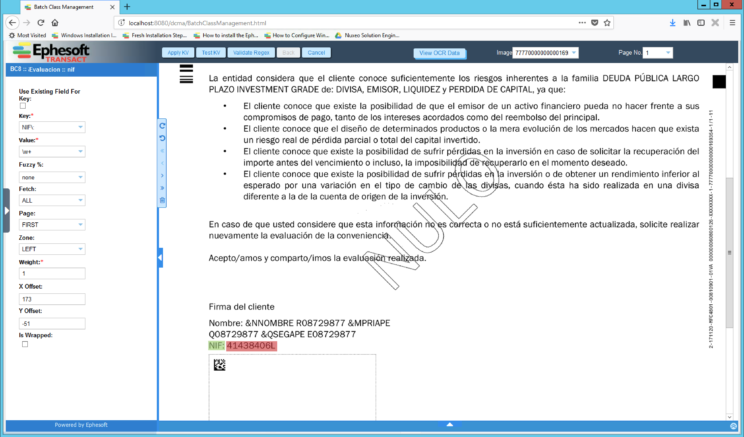 Batch Class Management
localhost:8080/dcma/BatchClassManagement.html
Most Visited Windows Installation I... Fresh Installation Step... How to install the Eph... How to Configure Win... Nuxeo Solution Engin...
Ephesoft
TRANSACT
Apply KV Test KV Validate Regex Back Cancel View OCR Data Image 77777000000000169 Page No. 1
BC8 :: Evaluacion :: nif
Use Existing Field For
Key:
Key:*
NIF\
Value:*
\w+
Fuzzy %:
none
Fetch:
ALL
Page:
FIRST
Zone:
LEFT
Weight:*
1
X Offset:
173
Y Offset:
-51
Is Wrapped:
Powered by Ephesoft
La entidad considera que el cliente conoce suficientemente los riesgos inherentes a la familia DEUDA PÚBLICA LARGO
PLAZO INVESTMENT GRADE de: DIVISA, EMISOR, LIQUIDEZ y PERDIDA DE CAPITAL, ya que:
• El cliente conoce que existe la posibilidad de que el emisor de un activo financiero pueda no hacer frente a sus
compromisos de pago, tanto de los intereses acordados como del reembolso del principal.
• El cliente conoce que el diseño de determinados productos o la mera evolución de los mercados hacen que exista
un riesgo real de pérdida parcial o total del capital invertido.
• El cliente conoce que existe la posibilidad de sufrir pérdidas en la inversión en caso de solicitar la recuperación del
importe antes del vencimiento o incluso, la imposibilidad de recuperarlo en el momento deseado.
• El cliente conoce que existe la posibilidad de sufrir perdidas en la inversión o de obtener un rendimiento inferior al
esperado por una variación en el tipo de cambio de las divisas, cuando ésta ha sido realizada en una divisa
diferente a la de la cuenta de origen de la inversión.
En caso de que usted considere que esta información no es correcta o no está suficientemente actualizada, solicite realizar
nuevamente la evaluación de la conveniencia.
Acepto/amos y comparto/imos la evaluación realizada.
NULO
Firma del cliente
Nombre: &NNOMBRE R08729877 &MPRIAPE
Q08729877 &QSEGAPE E08729877
NIF: 41438406L